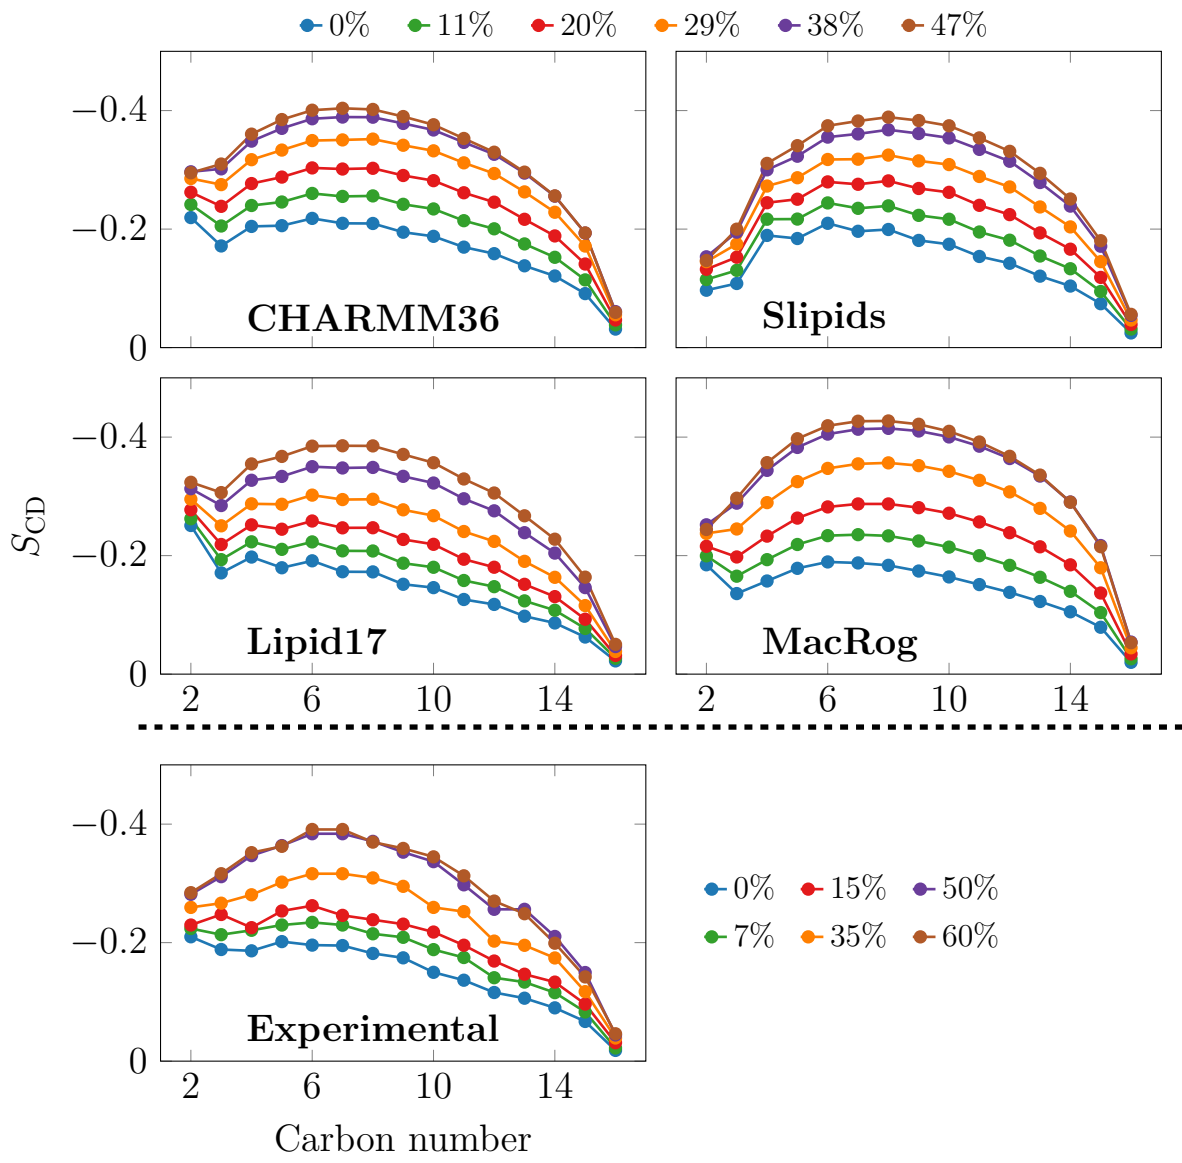 0% 11% 20% 29% 38% 47%
−0.4
−0.2
0
CHARMM36
Slipids
−0.4
−0.2
0
Lipid17
MacRog
2 6 10 14
2 6 10 14
S_CD
−0.4
−0.2
0
Experimental
2 6 10 14
Carbon number
0% 15% 50%
7% 35% 60%